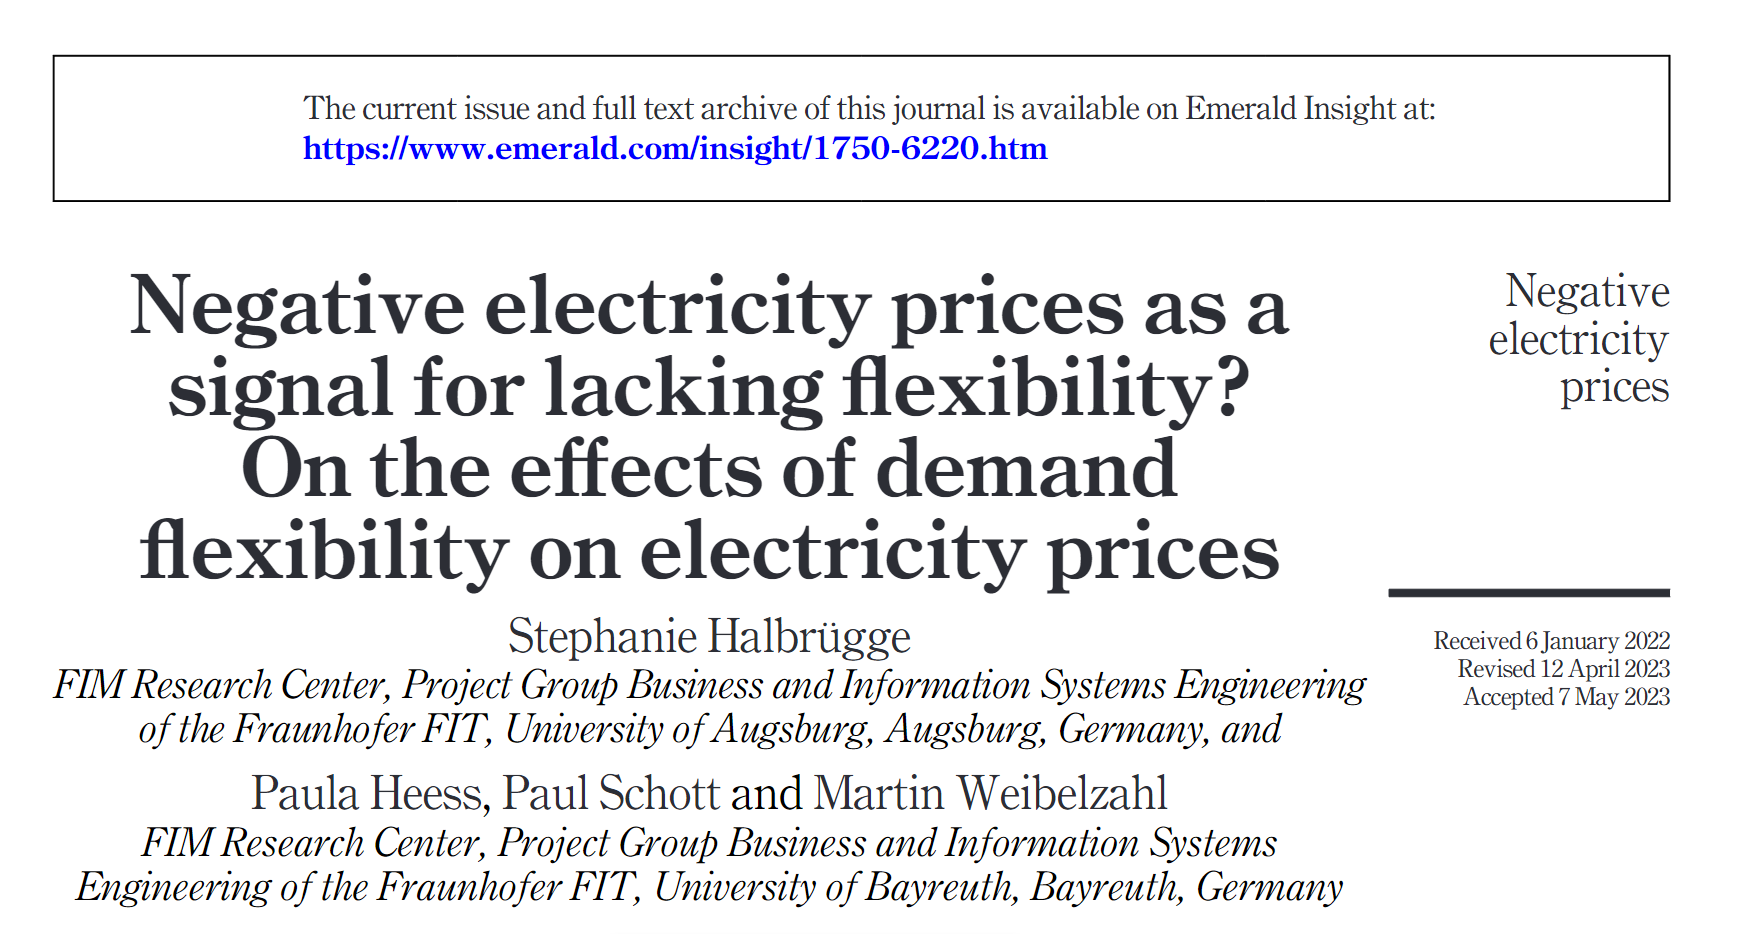 The current issue and full text archive of this journal is available on Emerald Insight at:
https://www.emerald.com/insight/1750-6220.htm
Negative electricity prices as a
signal for lacking flexibility?
On the effects of demand
flexibility on electricity prices
Stephanie Halbrügge
FIM Research Center, Project Group Business and Information Systems Engineering
of the Fraunhofer FIT, University of Augsburg, Augsburg, Germany, and
Paula Heess, Paul Schott and Martin Weibelzahl
FIM Research Center, Project Group Business and Information Systems
Engineering of the Fraunhofer FIT, University of Bayreuth, Bayreuth, Germany
Negative
electricity
prices
Received 6 January 2022
Revised 12 April 2023
Accepted 7 May 2023